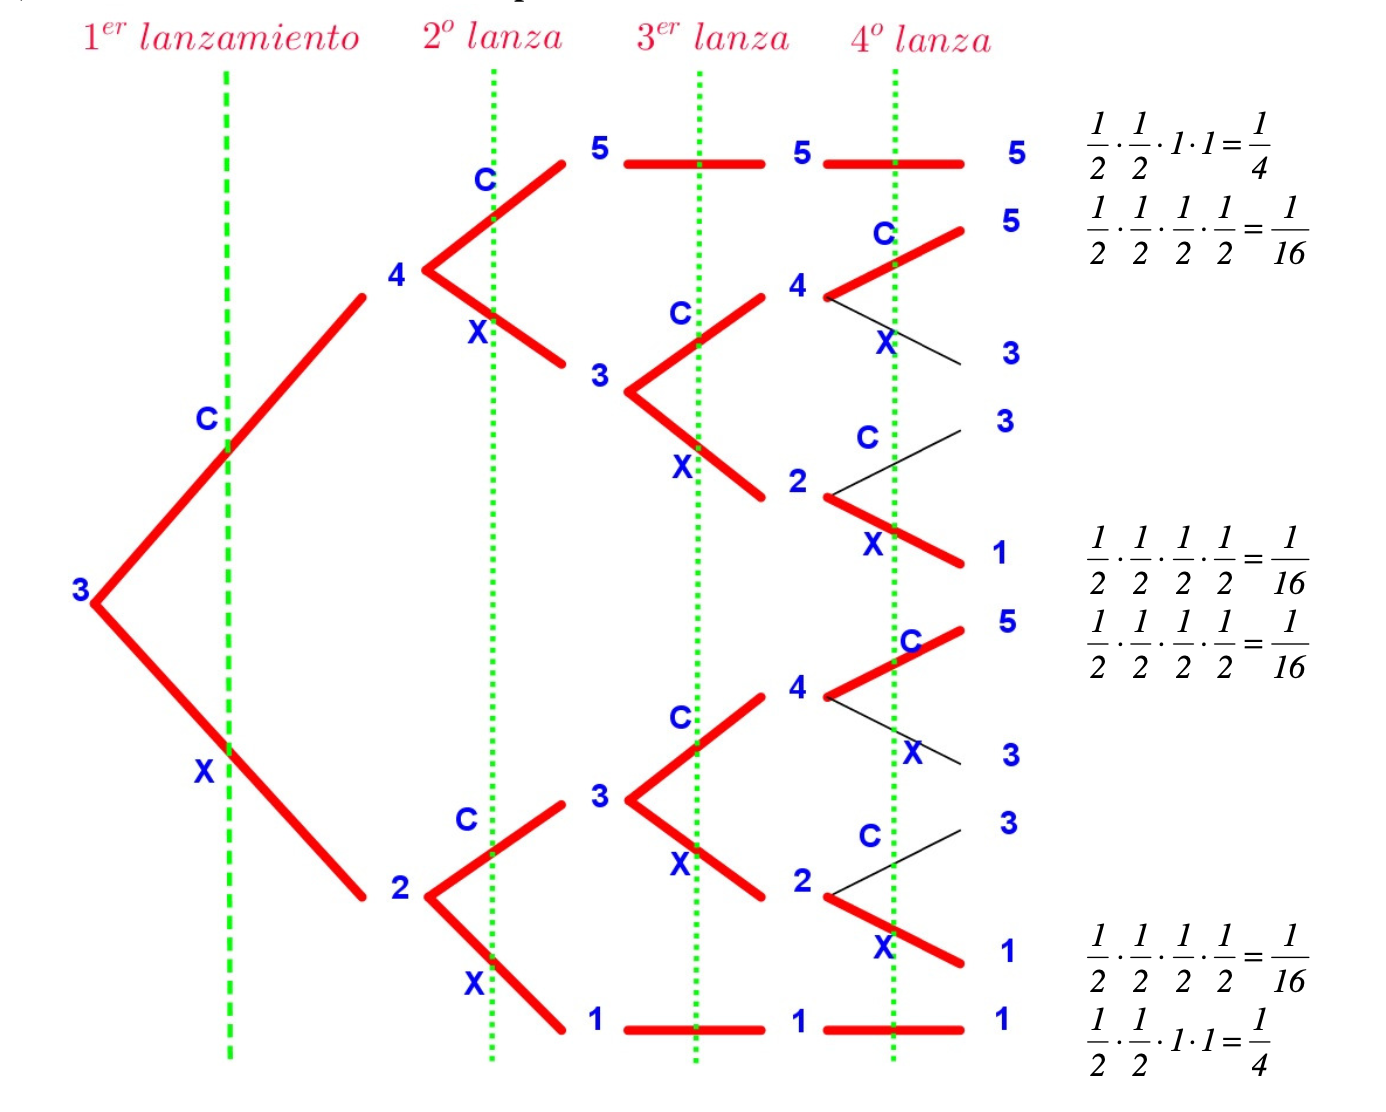 1^{er} lanzamiento 2^{o} lanza 3^{er} lanza 4^{o} lanza
5 5 5 \frac{1}{2} \cdot \frac{1}{2} \cdot 1 \cdot 1 = \frac{1}{4}
C
5 \frac{1}{2} \cdot \frac{1}{2} \cdot \frac{1}{2} \cdot \frac{1}{2} = \frac{1}{16}
C
4 4
C
X X
3 3
C 3
C
X 2
X 1 \frac{1}{2} \cdot \frac{1}{2} \cdot \frac{1}{2} \cdot \frac{1}{2} = \frac{1}{16}
3
5 \frac{1}{2} \cdot \frac{1}{2} \cdot \frac{1}{2} \cdot \frac{1}{2} = \frac{1}{16}
C
4
C
X X 3
3
C C 3
X 2 2
X 1 \frac{1}{2} \cdot \frac{1}{2} \cdot \frac{1}{2} \cdot \frac{1}{2} = \frac{1}{16}
X
1 1 1 \frac{1}{2} \cdot \frac{1}{2} \cdot 1 \cdot 1 = \frac{1}{4}